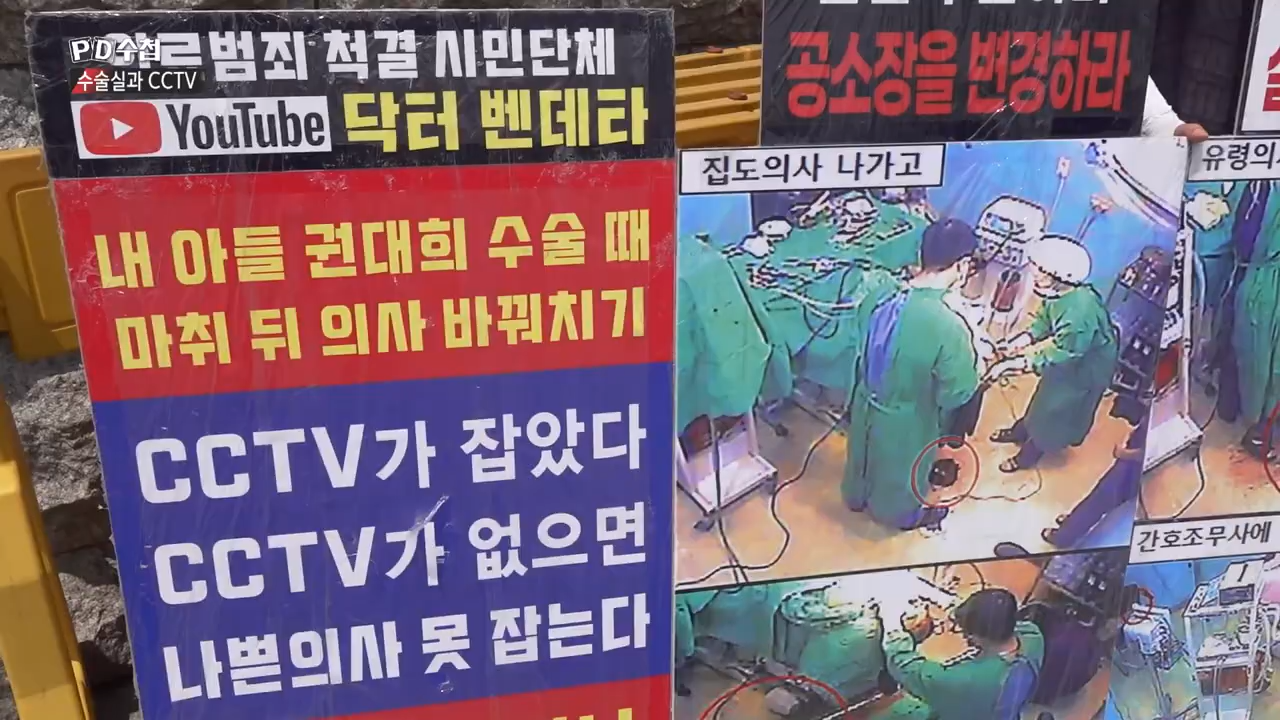 PD수첩
수술실과 CCTV
범죄 척결 시민단체
YouTube 닥터 벤데타
내 아들 권대희 수술 때
마취 뒤 의사 바꿔치기
CCTV가 잡았다
CCTV가 없으면
나쁜의사 못 잡는다
공소장을 변경하라
집도의사 나가고
유령의
간호조무사에